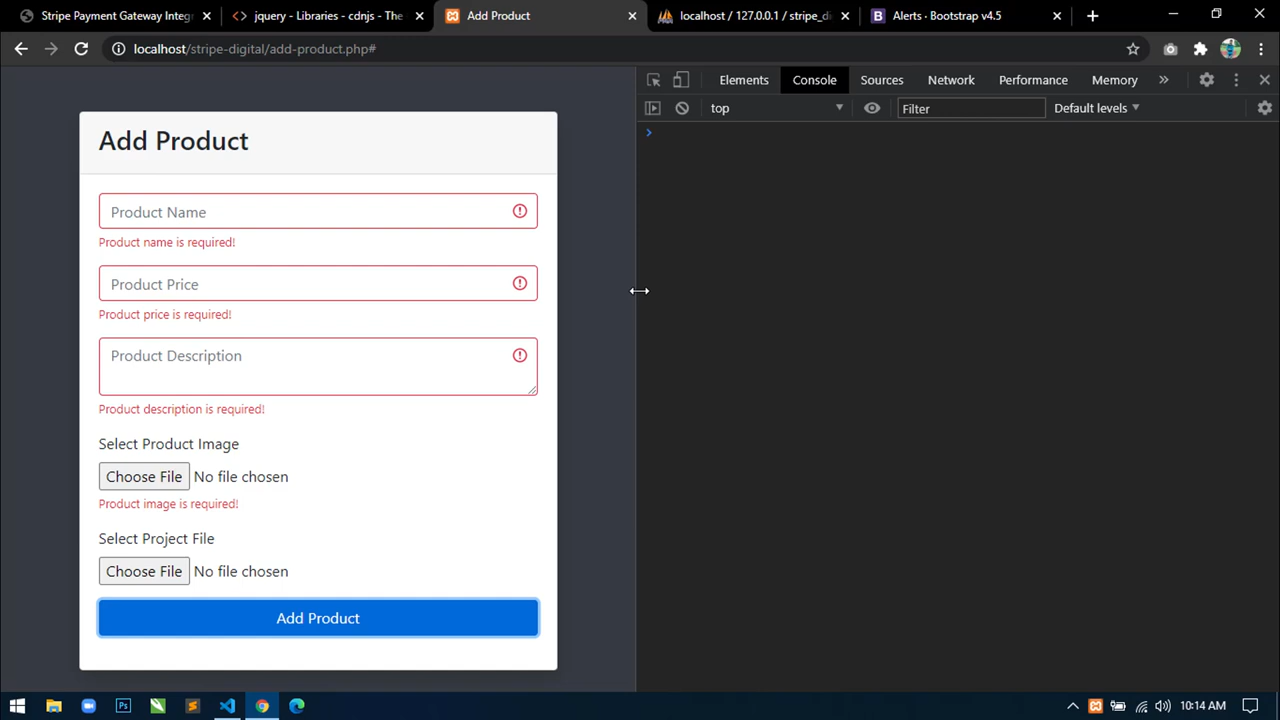 Stripe Payment Gateway Integ
jquery - Libraries - cdnjs - The
Add Product
localhost / 127.0.0.1 / stripe_di
Alerts · Bootstrap v4.5
localhost/stripe-digital/add-product.php#
Elements
Console
Sources
Network
Performance
Memory
top
Filter
Default levels
Add Product
Product Name
Product name is required!
Product Price
Product price is required!
Product Description
Product description is required!
Select Product Image
Choose File No file chosen
Product image is required!
Select Project File
Choose File No file chosen
Add Product
Ps
10:14 AM